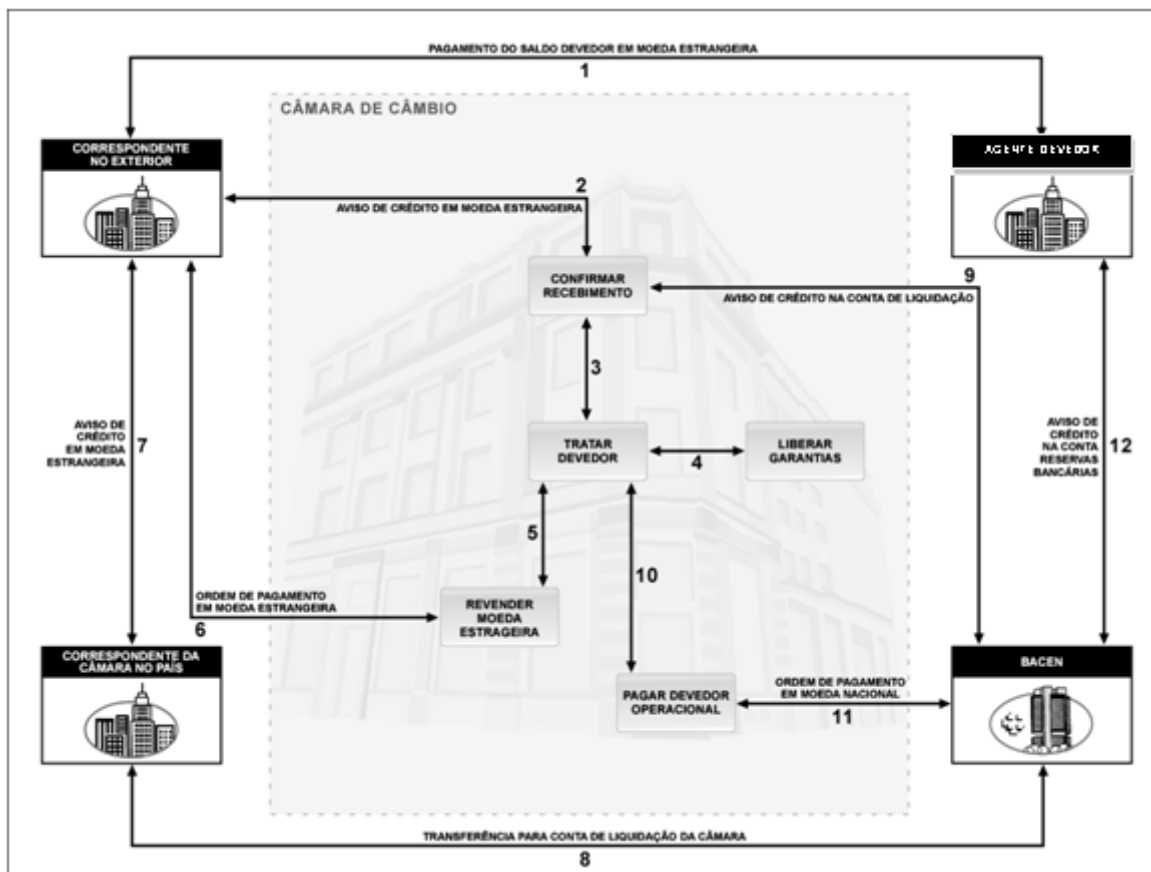 PAGAMENTO DO SALDO DEVEDOR EM MOEDA ESTRANGEIRA
1
CÂMARA DE CÂMBIO
CORRESPONDENTE
NO EXTERIOR
AGENTE DEVEDOR
2
AVISO DE CRÉDITO EM MOEDA ESTRANGEIRA
CONFIRMAR
RECEBIMENTO
9
AVISO DE CRÉDITO NA CONTA DE LIQUIDAÇÃO
3
AVISO DE
CRÉDITO
EM MOEDA
ESTRANGEIRA
7
TRATAR
DEVEDOR
4
LIBERAR
GARANTIAS
AVISO DE
CRÉDITO
NA CONTA
RESERVAS
BANCÁRIAS
12
5
10
ORDEM DE PAGAMENTO
EM MOEDA ESTRANGEIRA
6
REVENDER
MOEDA
ESTRAGEIRA
CORRESPONDENTE DA
CÂMARA NO PAÍS
BACEN
PAGAR DEVEDOR
OPERACIONAL
ORDEM DE PAGAMENTO
EM MOEDA NACIONAL
11
TRANSFERÊNCIA PARA CONTA DE LIQUIDAÇÃO DA CÂMARA
8